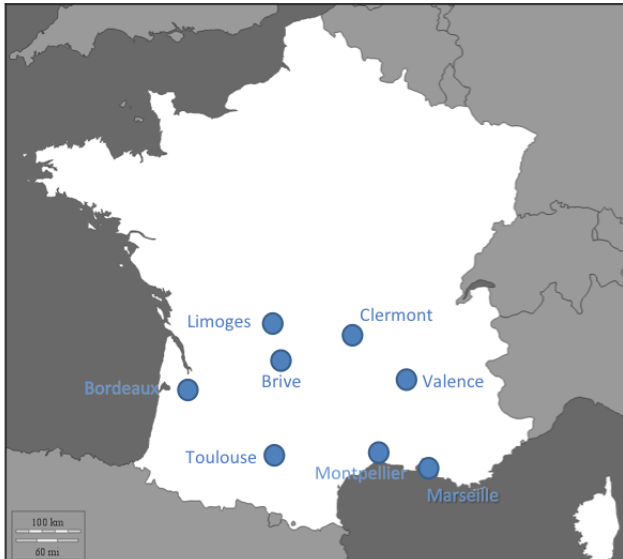 Clermont
Limoges
Brive
Valence
Bordeaux
Toulouse
Montpellier
Marseille
100 km
60 mi